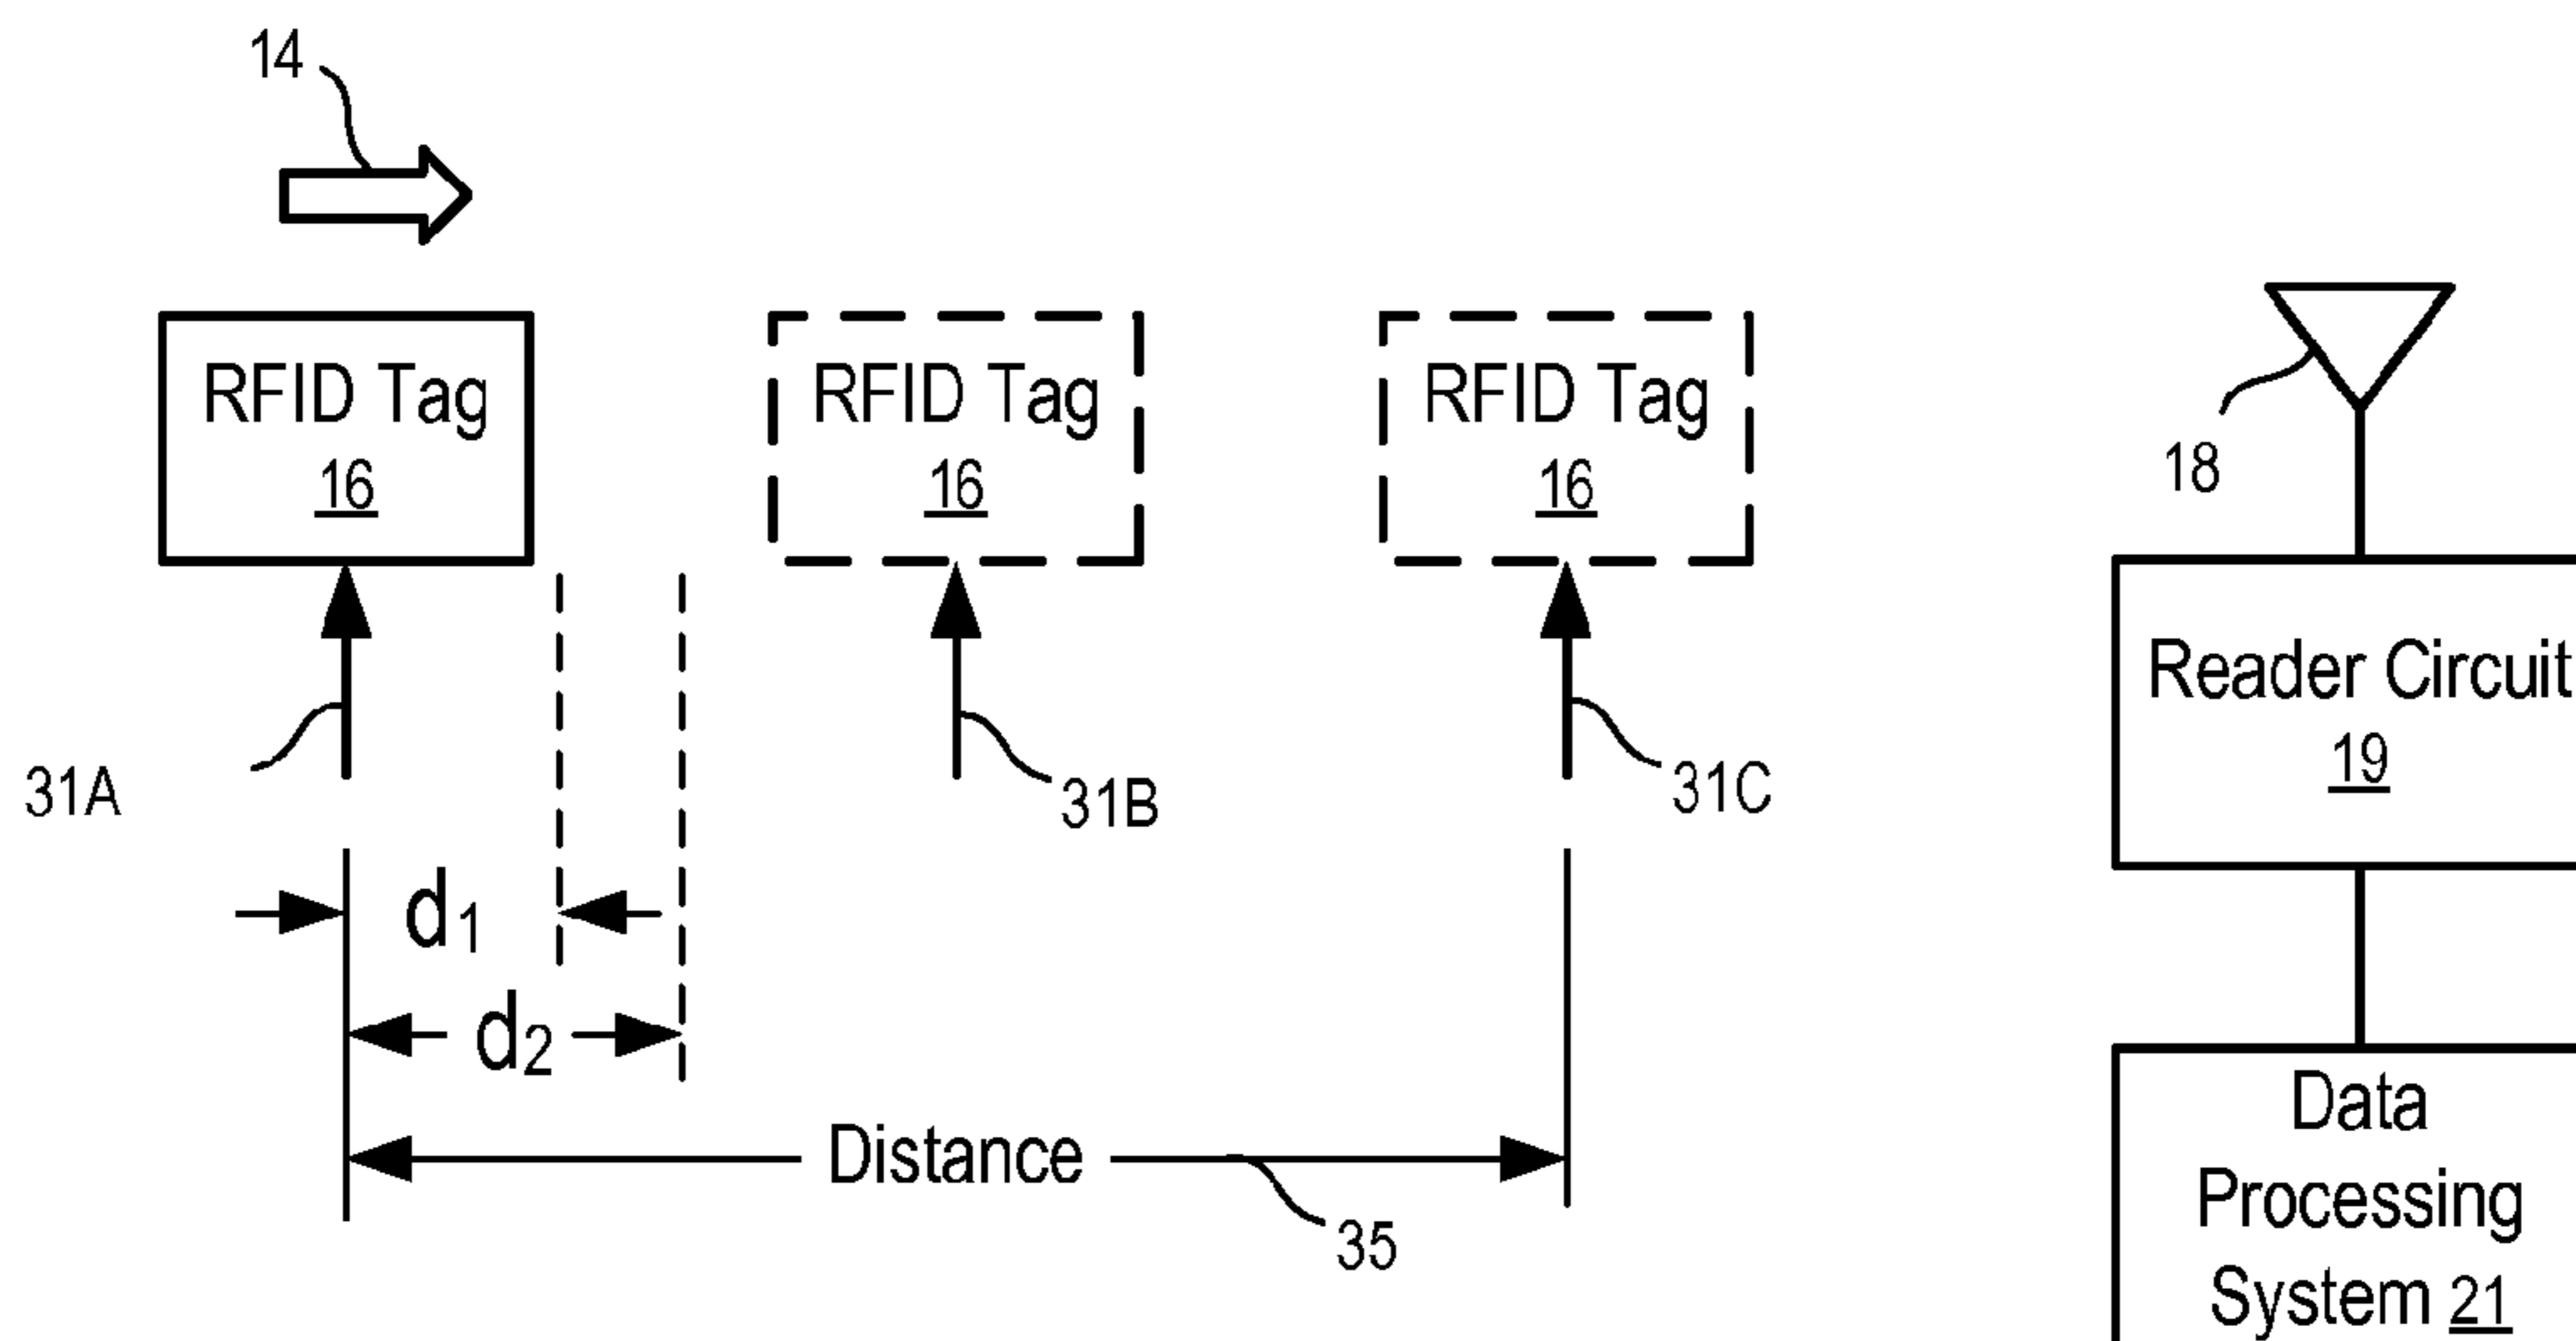 14
RFID Tag
16
RFID Tag
16
RFID Tag
16
18
31A
31B
31C
Reader Circuit
19
d1
d2
Distance
35
Data
Processing
System 21